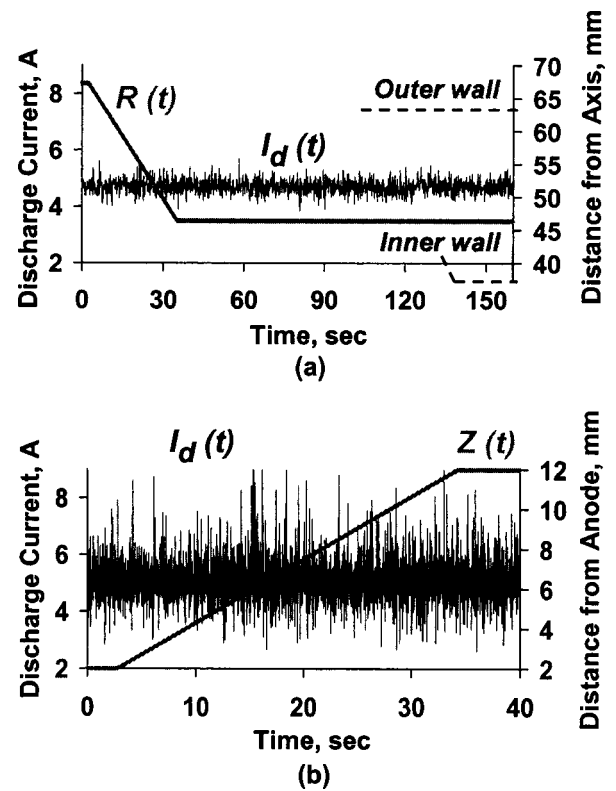 Discharge Current, A
8
6
4
2
R (t)
I_d (t)
Outer wall
Inner wall
70
65
60
55
50
45
40
Distance from Axis, mm
0 30 60 90 120 150
Time, sec
(a)
Discharge Current, A
8
6
4
2
I_d (t)
Z (t)
12
10
8
6
4
2
Distance from Anode, mm
0 10 20 30 40
Time, sec
(b)